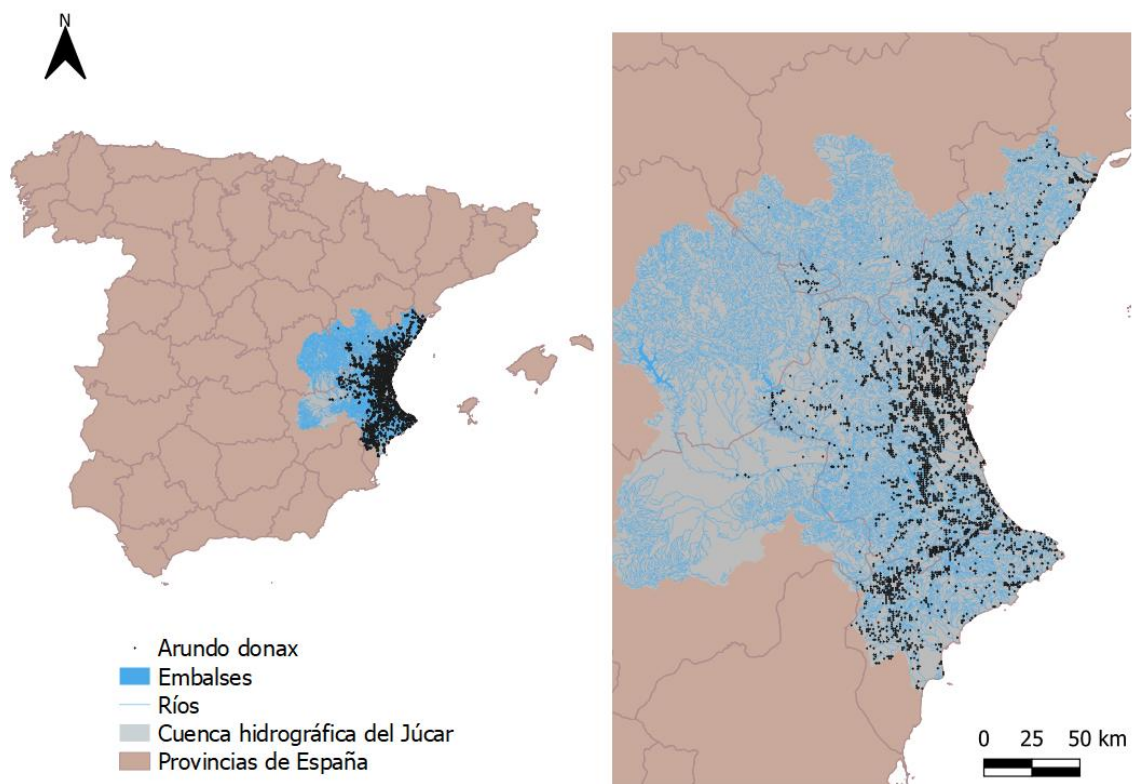 N
Arundo donax
Embalses
Ríos
Cuenca hidrográfica del Júcar
Provincias de España
0 25 50 km